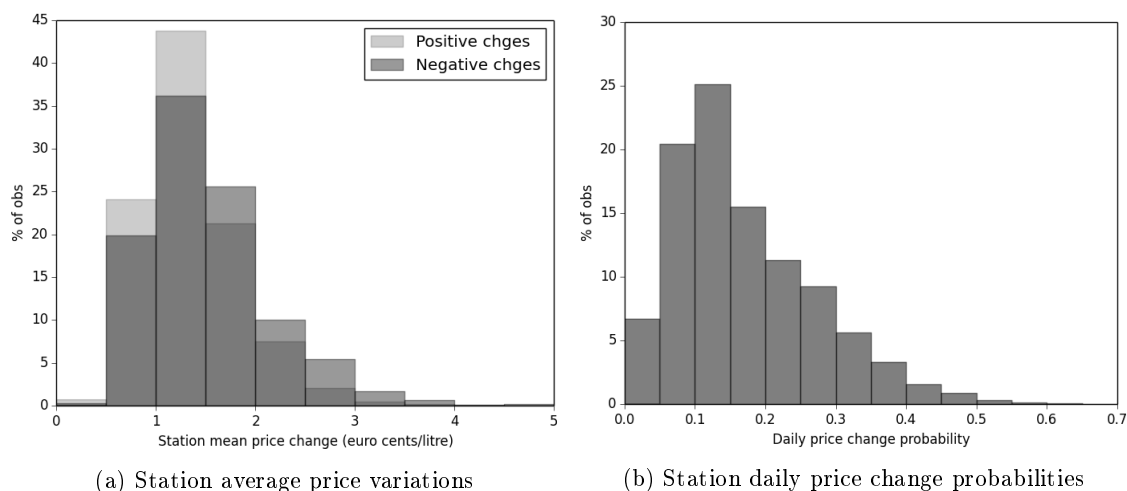 45
40
35
30
25
20
15
10
5
0
% of obs
Positive chges
Negative chges
0 1 2 3 4 5
Station mean price change (euro cents/litre)
(a) Station average price variations
30
25
20
15
10
5
0
% of obs
0.0 0.1 0.2 0.3 0.4 0.5 0.6 0.7
Daily price change probability
(b) Station daily price change probabilities